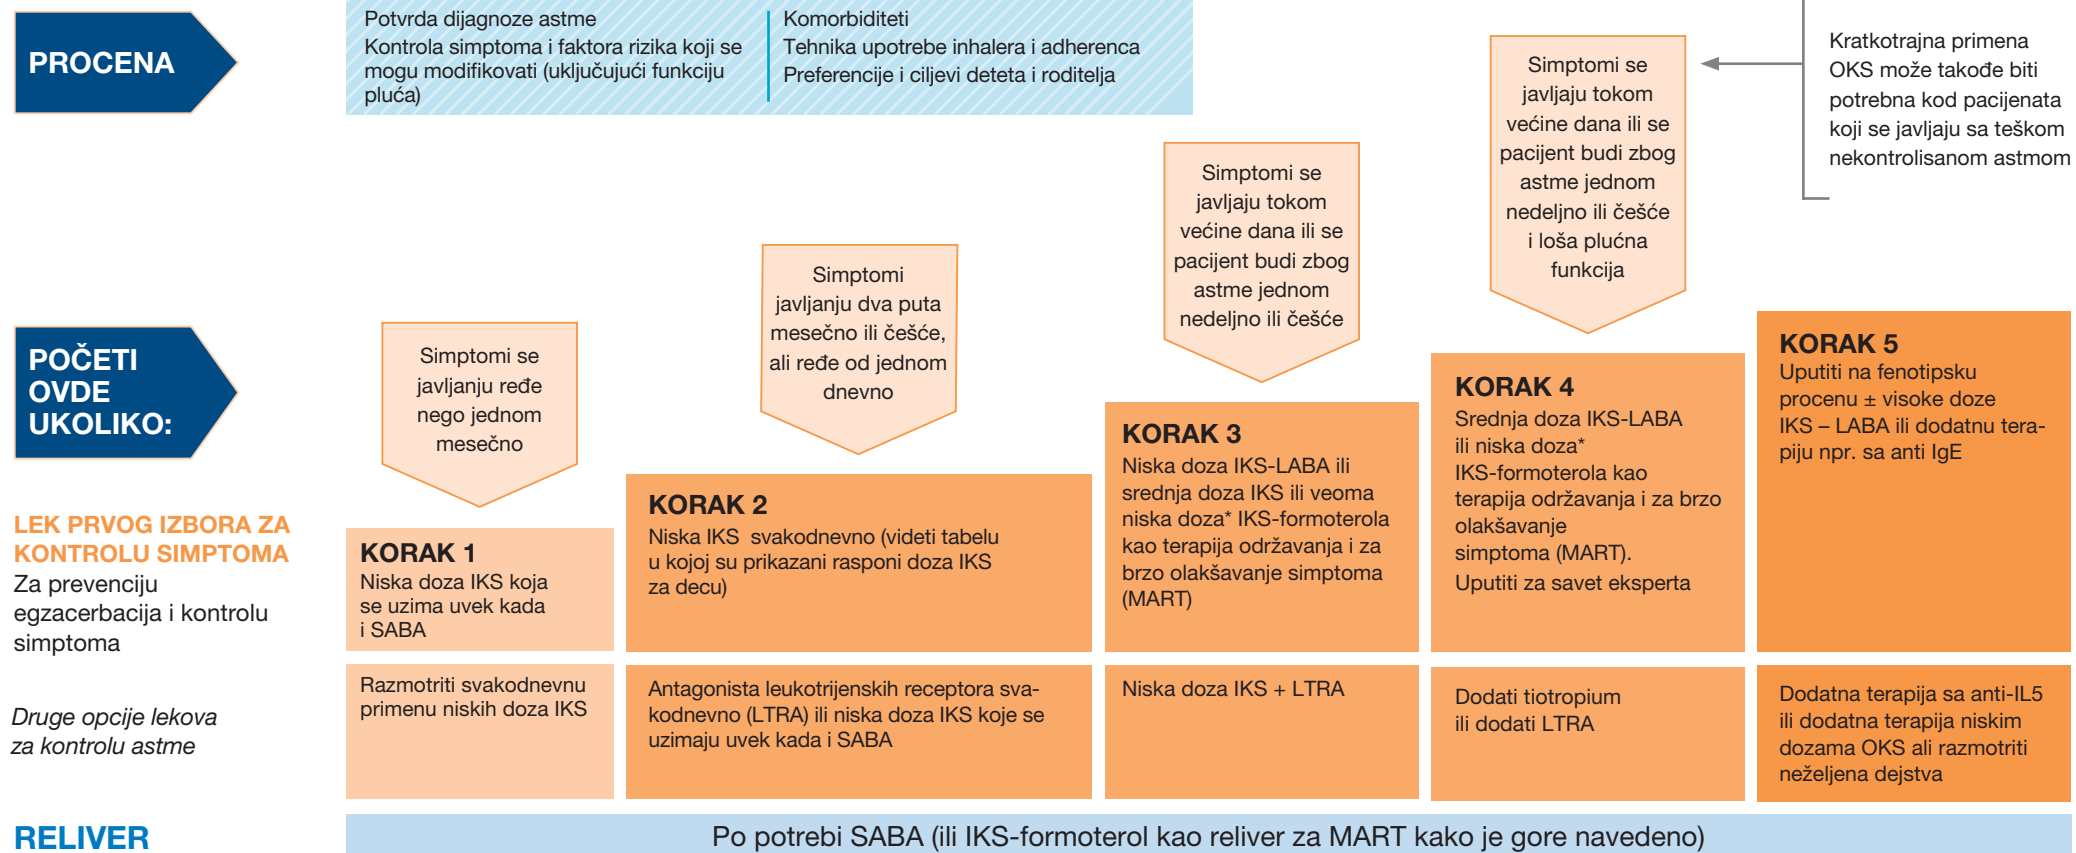 PROCENA
Potvrda dijagnoze astme
Kontrola simptoma i faktora rizika koji se
mogu modifikovati (uključujući funkciju
pluća)
Komorbiditeti
Tehnika upotrebe inhalera i adherenca
Preferencije i ciljevi deteta i roditelja
Kratkotrajna primena
OKS može takođe biti
potrebna kod pacijenata
koji se javljaju sa teškom
nekontrolisanom astmom
POČETI
OVDE
UKOLIKO:
Simptomi se
javljanju ređe
nego jednom
mesečno
Simptomi
javljanju dva puta
mesečno ili češće,
ali ređe od jednom
dnevno
Simptomi se
javljaju tokom
većine dana ili se
pacijent budi zbog
astme jednom
nedeljno ili češće
Simptomi se
javljaju tokom
većine dana ili se
pacijent budi zbog
astme jednom
nedeljno ili češće
i loša plućna
funkcija
LEK PRVOG IZBORA ZA
KONTROLU SIMPTOMA
Za prevenciju
egzacerbacija i kontrolu
simptoma
KORAK 1
Niska doza IKS koja
se uzima uvek kada
i SABA
KORAK 2
Niska IKS svakodnevno (videti tabelu
u kojoj su prikazani rasponi doza IKS
za decu)
KORAK 3
Niska doza IKS-LABA ili
srednja doza IKS ili veoma
niska doza* IKS-formoterola
kao terapija održavanja i za
brzo olakšavanje simptoma
(MART)
KORAK 4
Srednja doza IKS-LABA
ili niska doza*
IKS-formoterola kao
terapija održavanja i za brzo
olakšavanje
simptoma (MART).
Uputiti za savet eksperta
KORAK 5
Uputiti na fenotipsku
procenu ± visoke doze
IKS – LABA ili dodatnu tera-
piju npr. sa anti IgE
Druge opcije lekova
za kontrolu astme
Razmotriti svakodnevnu
primenu niskih doza IKS
Antagonista leukotrijenskih receptora sva-
kodnevno (LTRA) ili niska doza IKS koje se
uzimaju uvek kada i SABA
Niska doza IKS + LTRA
Dodati tiotropium
ili dodati LTRA
Dodatna terapija sa anti-IL5
ili dodatna terapija niskim
dozama OKS ali razmotriti
neželjena dejstva
RELIVER
Po potrebi SABA (ili IKS-formoterol kao reliver za MART kako je gore navedeno)